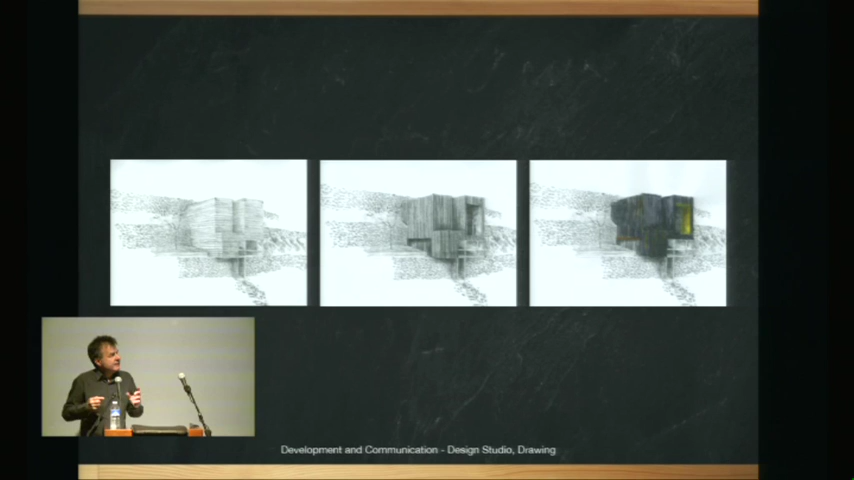 Development and Communication - Design Studio, Drawing